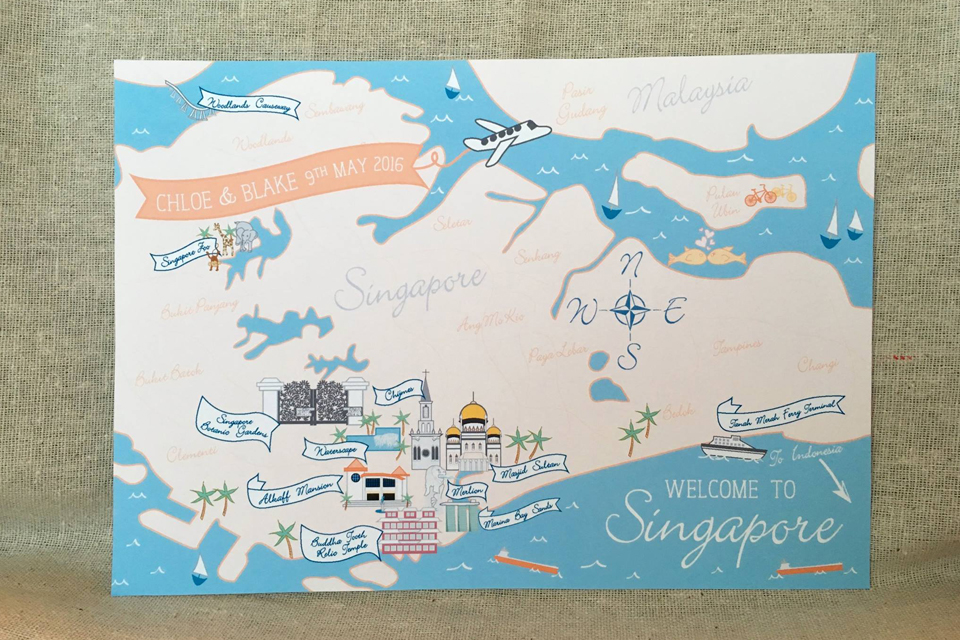 Woodlands Causeway
Sembawang
Woodlands
Pasir
Gudang
Malaysia
CHLOE & BLAKE 9TH MAY 2016
Pulau
Ubin
Seletar
Singapore Zoo
Sengkang
N
W E
S
Singapore
Bukit Panjang
Ang Mo Kio
Paya Lebar
Tampines
Changi
Bukit Batok
Chijmes
Singapore
Botanic Gardens
Bedok
Tanah Merah Ferry Terminal
Waterscape
Clementi
Masjid Sultan
To Indonesia
Alkaff Mansion
Merlion
Marina Bay Sands
Buddha Tooth
Relic Temple
WELCOME TO
Singapore